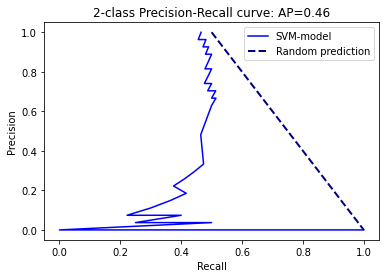 2-class Precision-Recall curve: AP=0.46
SVM-model
Random prediction
1.0
0.8
0.6
0.4
0.2
0.0
Precision
0.0 0.2 0.4 0.6 0.8 1.0
Recall